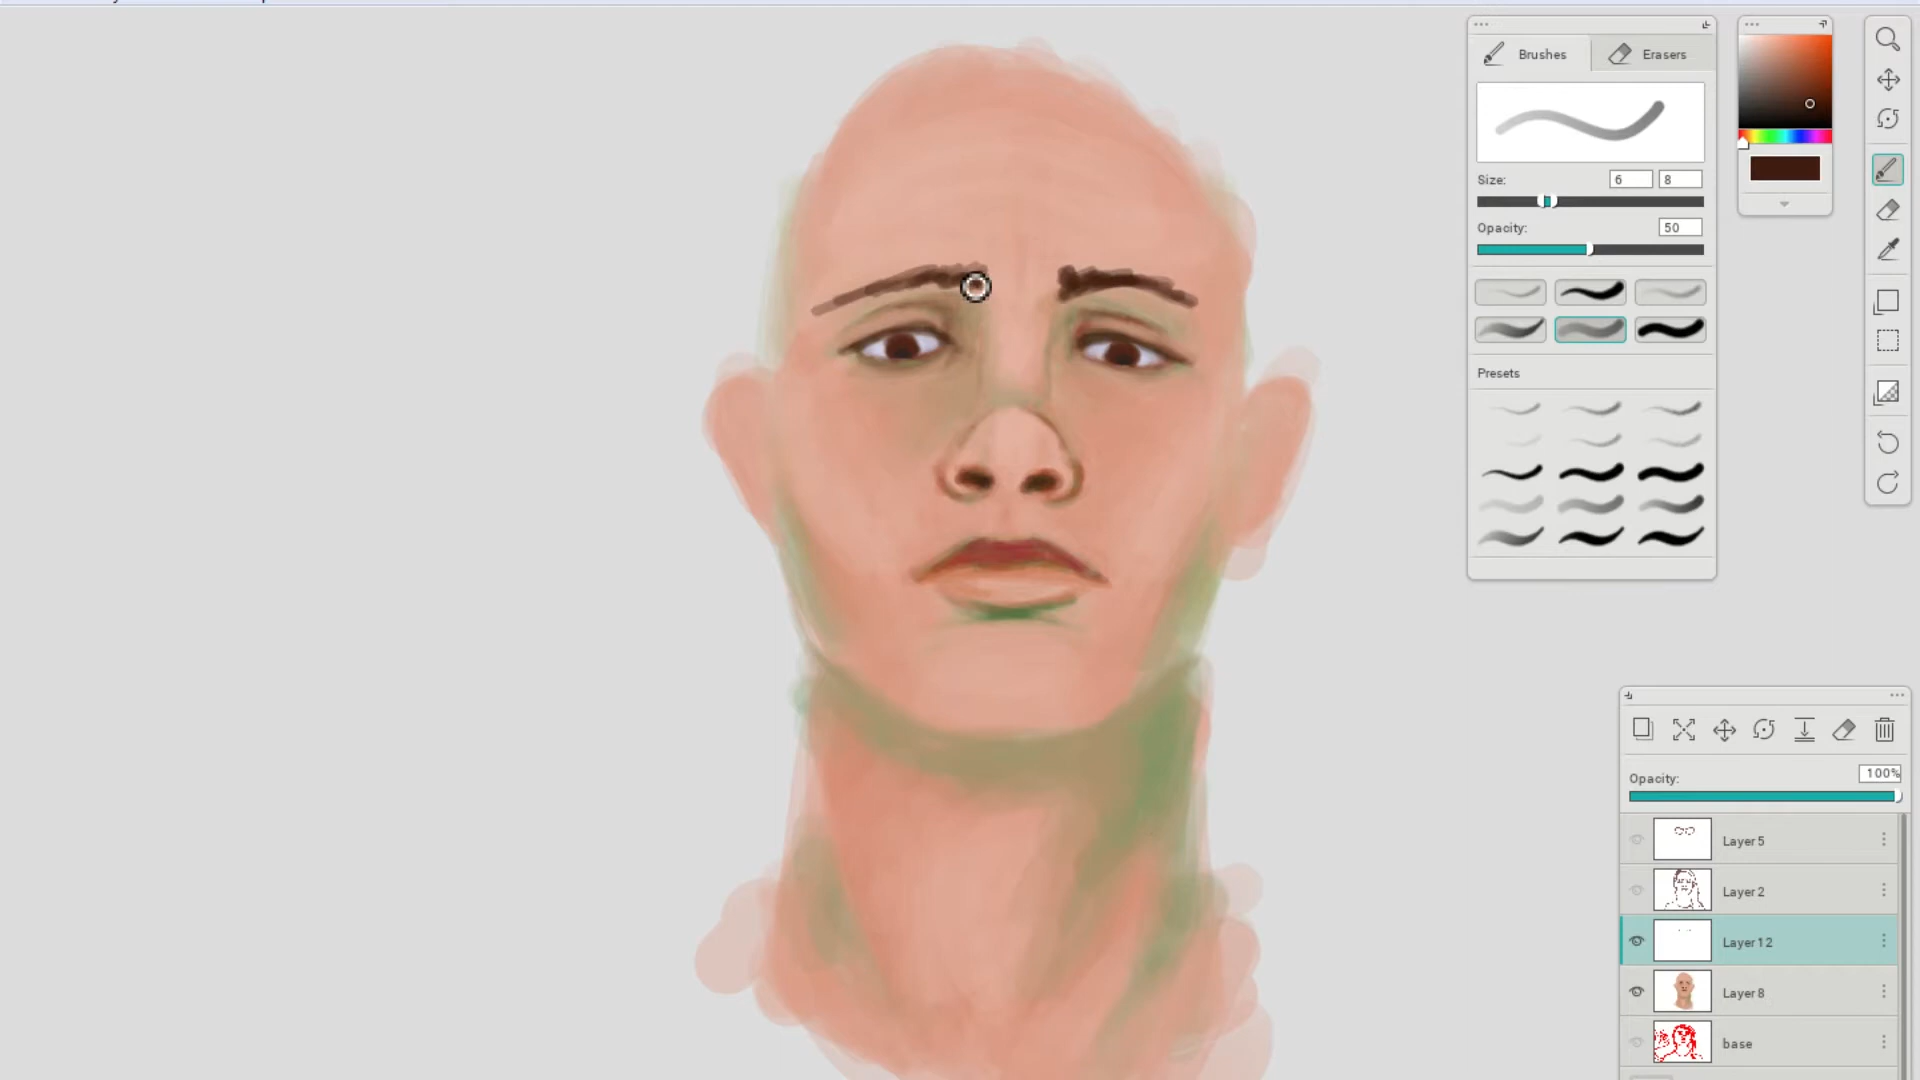 Brushes
Erasers
Size:
6
8
Opacity:
50
Presets
Opacity:
100%
Layer 5
Layer 2
Layer 12
Layer 8
base